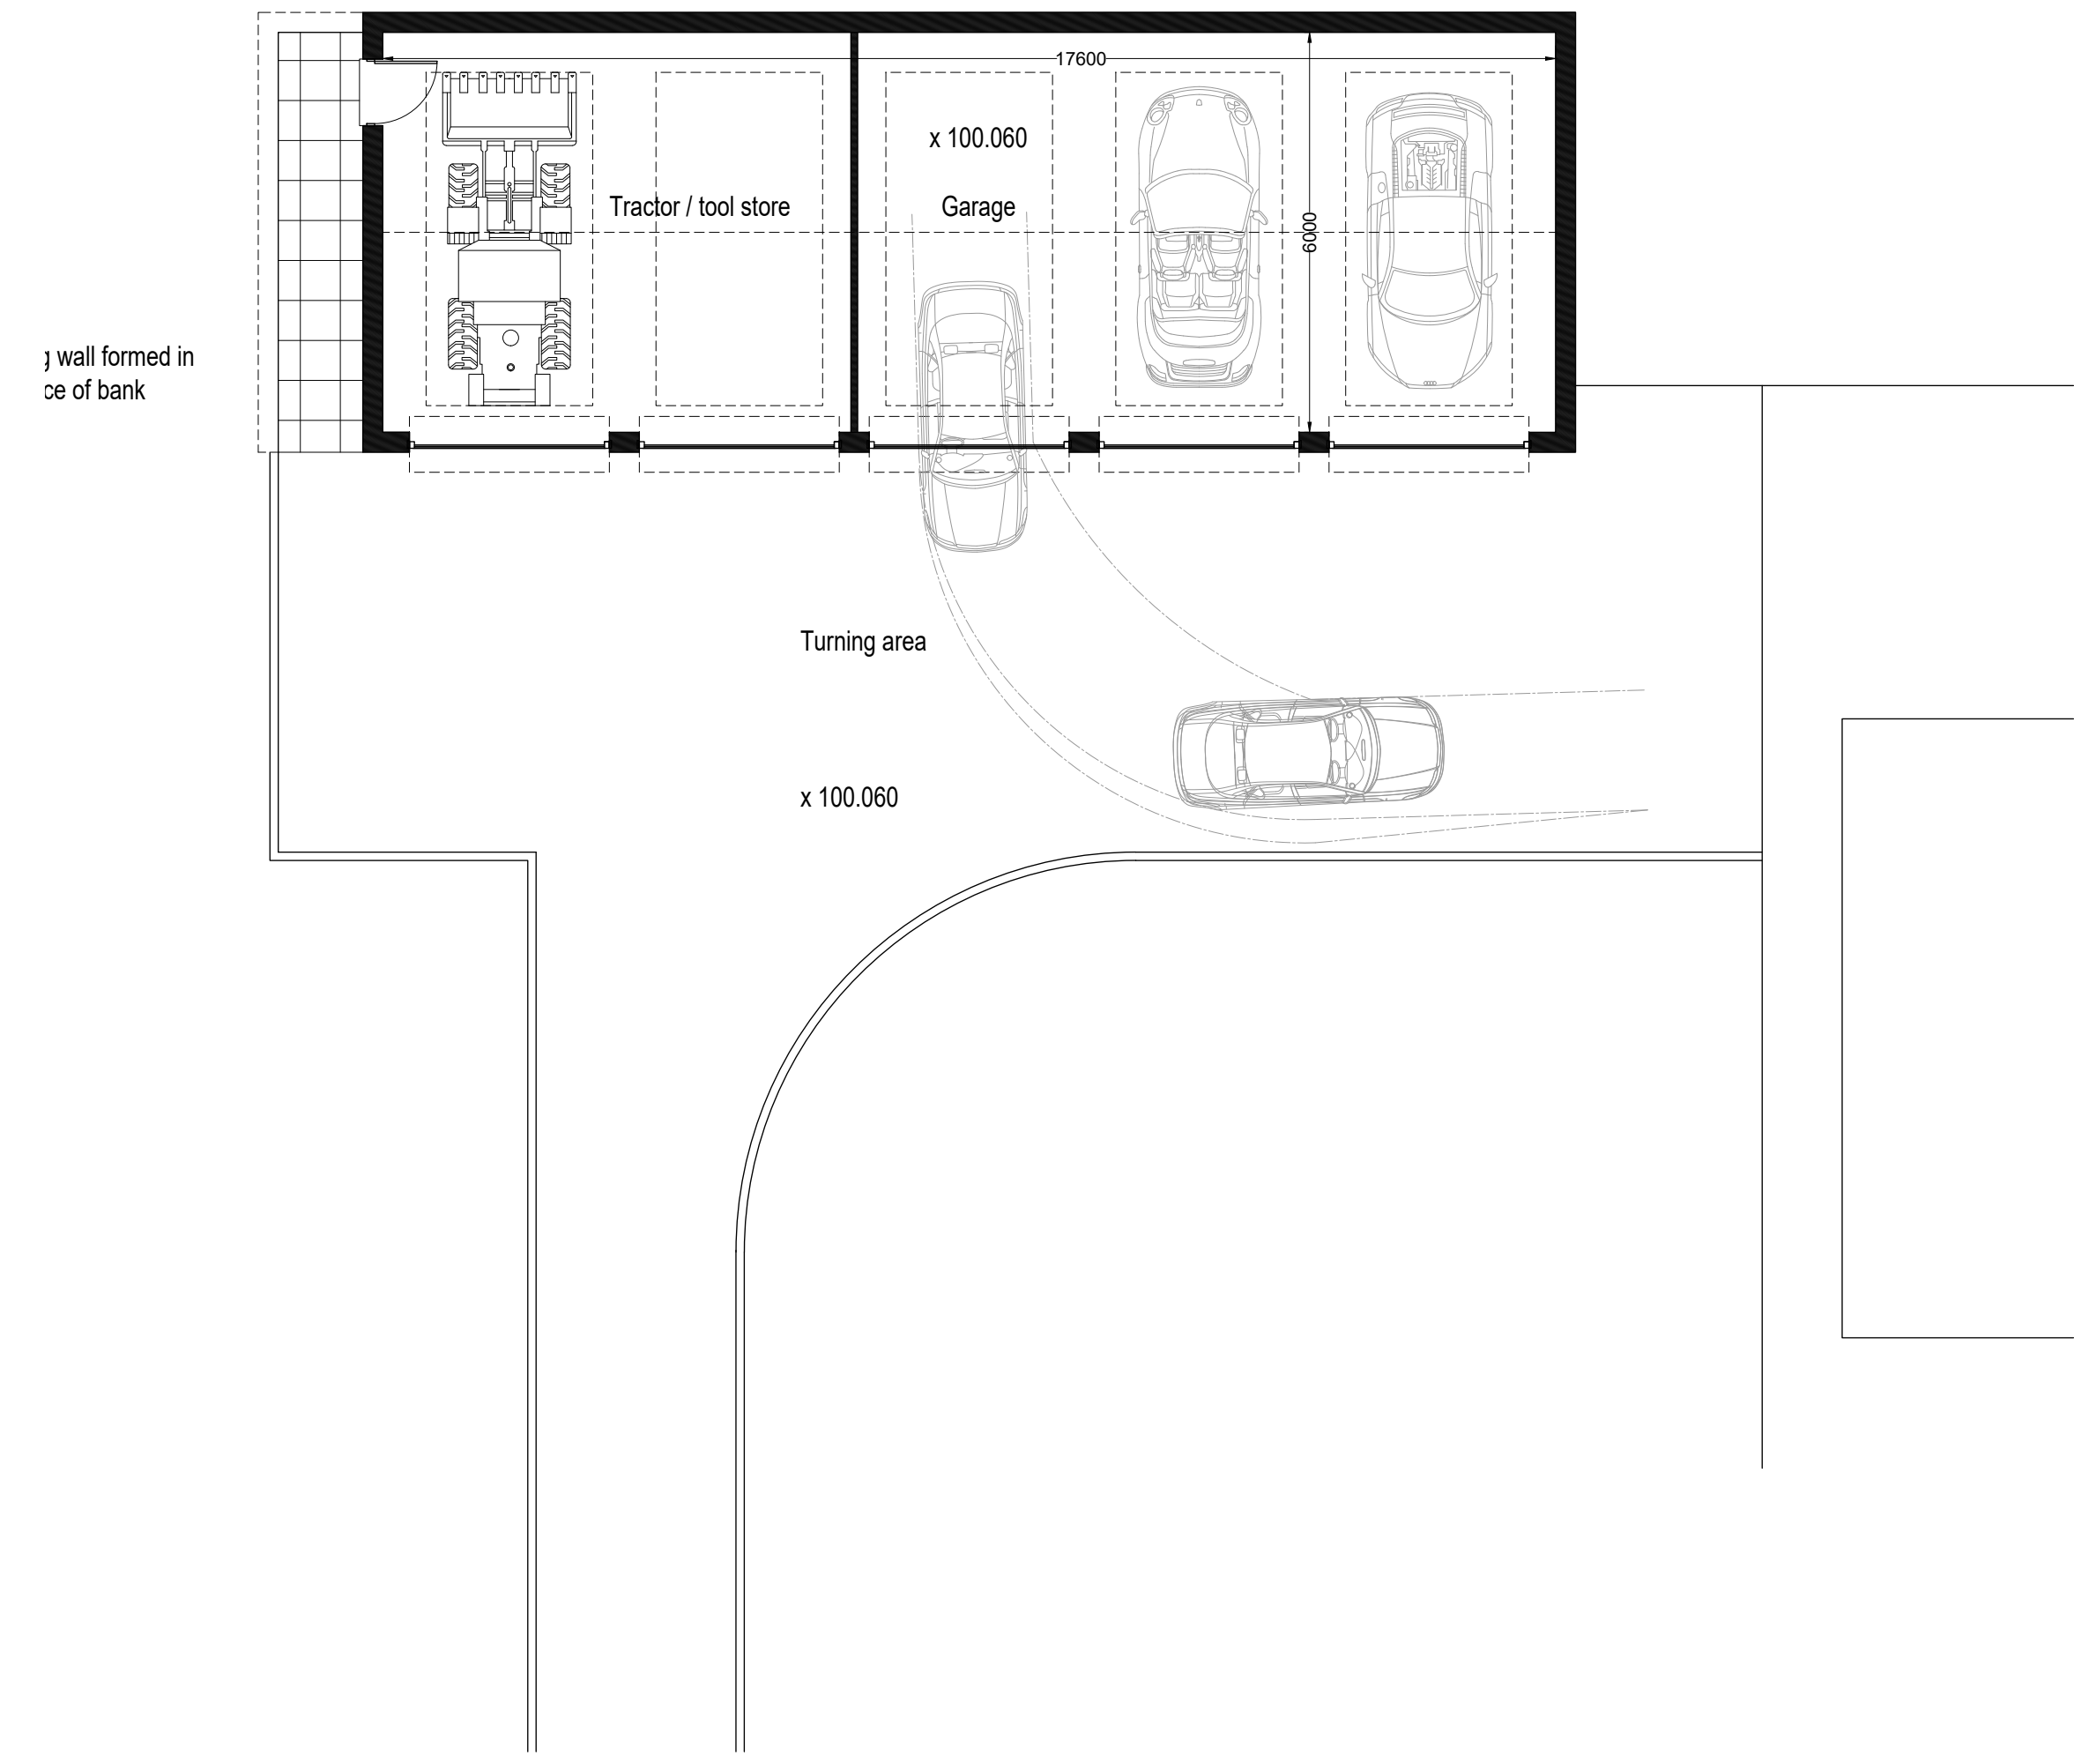 17600
x 100.060
Tractor / tool store
Garage
6000
wall formed in
of bank
Turning area
x 100.060